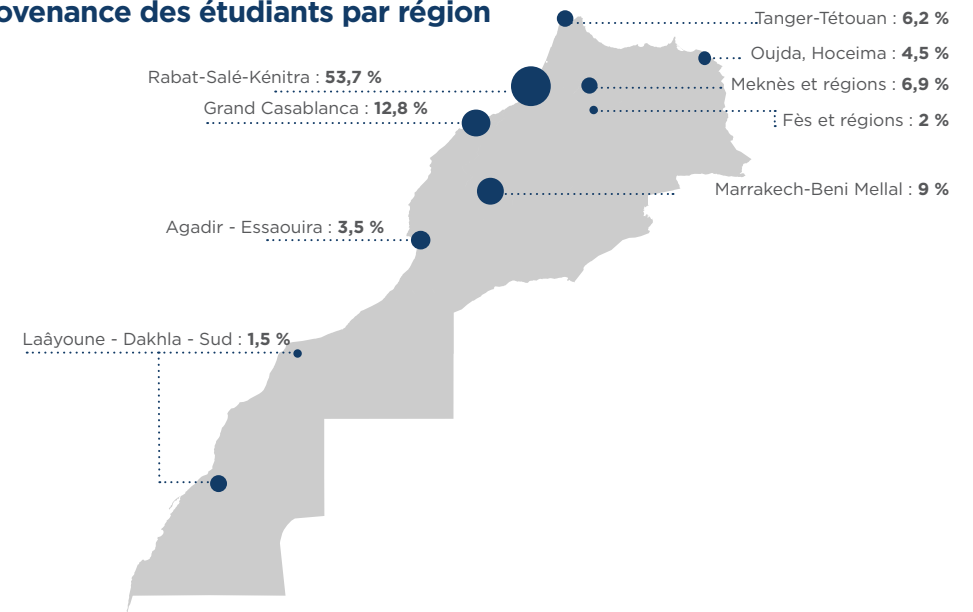 ovenance des étudiants par région
Tanger-Tétouan : 6,2 %
Oujda, Hoceima : 4,5 %
Rabat-Salé-Kénitra : 53,7 %
Meknès et régions : 6,9 %
Grand Casablanca : 12,8 %
Fès et régions : 2 %
Marrakech-Beni Mellal : 9 %
Agadir - Essaouira : 3,5 %
Laâyoune - Dakhla - Sud : 1,5 %